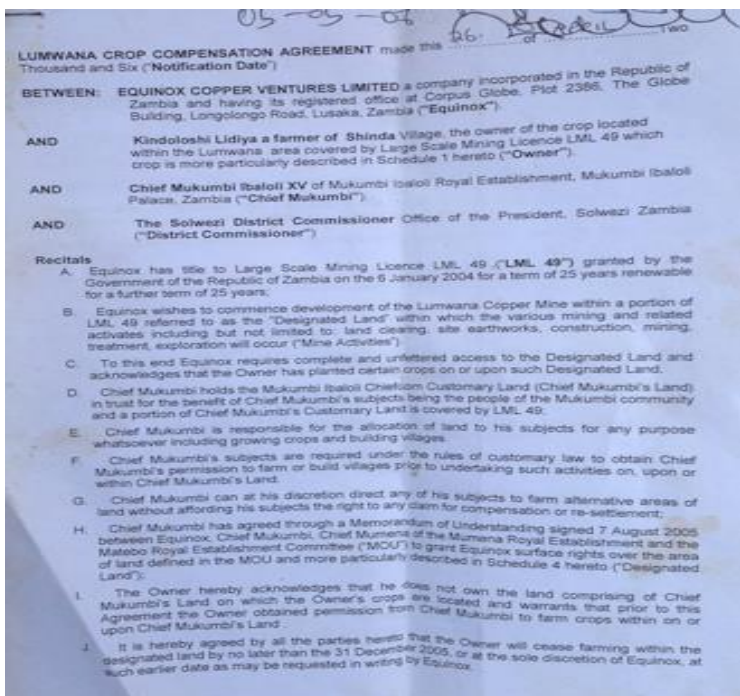 05-05-06
LUMWANA CROP COMPENSATION AGREEMENT made this 26. of Two
Thousand and Six ("Notification Date")
BETWEEN: EQUINOX COPPER VENTURES LIMITED a company incorporated in the Republic of
Zambia and having its registered office at Corpus Globe, Plot 2386, The Globe
Building, Longolongo Road, Lusaka, Zambia ("Equinox").
AND Kindoloshi Lidiya a farmer of Shinda Village, the owner of the crop located
within the Lumwana area covered by Large Scale Mining Licence LML 49 which
crop is more particularly described in Schedule 1 hereto ("Owner").
AND Chief Mukumbi Ibaloli XV of Mukumbi Ibaloli Royal Establishment, Mukumbi Ibaloli
Palace, Zambia ("Chief Mukumbi")
AND The Solwezi District Commissioner Office of the President, Solwezi Zambia
("District Commissioner")
Recitals
A. Equinox has title to Large Scale Mining Licence LML 49 ("LML 49") granted by the
Government of the Republic of Zambia on the 6 January 2004 for a term of 25 years renewable
for a further term of 25 years;
B. Equinox wishes to commence development of the Lumwana Copper Mine within a portion of
LML 49 referred to as the "Designated Land" within which the various mining and related
activates including but not limited to: land clearing, site earthworks, construction, mining,
treatment, exploration will occur ("Mine Activities")
C. To this end Equinox requires complete and unfettered access to the Designated Land and
acknowledges that the Owner has planted certain crops on or upon such Designated Land.
D. Chief Mukumbi holds the Mukumbi Ibaloli Chiefdom Customary Land (Chief Mukumbi's Land)
in trust for the benefit of Chief Mukumbi's subjects being the people of the Mukumbi community
and a portion of Chief Mukumbi's Customary Land is covered by LML 49;
E. Chief Mukumbi is responsible for the allocation of land to his subjects for any purpose
whatsoever including growing crops and building villages.
F. Chief Mukumbi's subjects are required under the rules of customary law to obtain Chief
Mukumbi's permission to farm or build villages prior to undertaking such activities on, upon or
within Chief Mukumbi's Land.
G. Chief Mukumbi can at his discretion direct any of his subjects to farm alternative areas of
land without affording his subjects the right to any claim for compensation or re-settlement;
H. Chief Mukumbi has agreed through a Memorandum of Understanding signed 7 August 2005
between Equinox, Chief Mukumbi, Chief Mumena of the Mumena Royal Establishment and the
Matebo Royal Establishment Committee ("MOU") to grant Equinox surface rights over the area
of land defined in the MOU and more particularly described in Schedule 4 hereto ("Designated
Land");
I. The Owner hereby acknowledges that he does not own the land comprising of Chief
Mukumbi's Land on which the Owner's crops are located and warrants that prior to this
Agreement the Owner obtained permission from Chief Mukumbi to farm crops within on or
upon Chief Mukumbi's Land.
J. It is hereby agreed by all the parties hereto that the Owner will cease farming within the
designated land by no later than the 31 December 2005, or at the sole discretion of Equinox, at
such earlier date as may be requested in writing by Equinox.